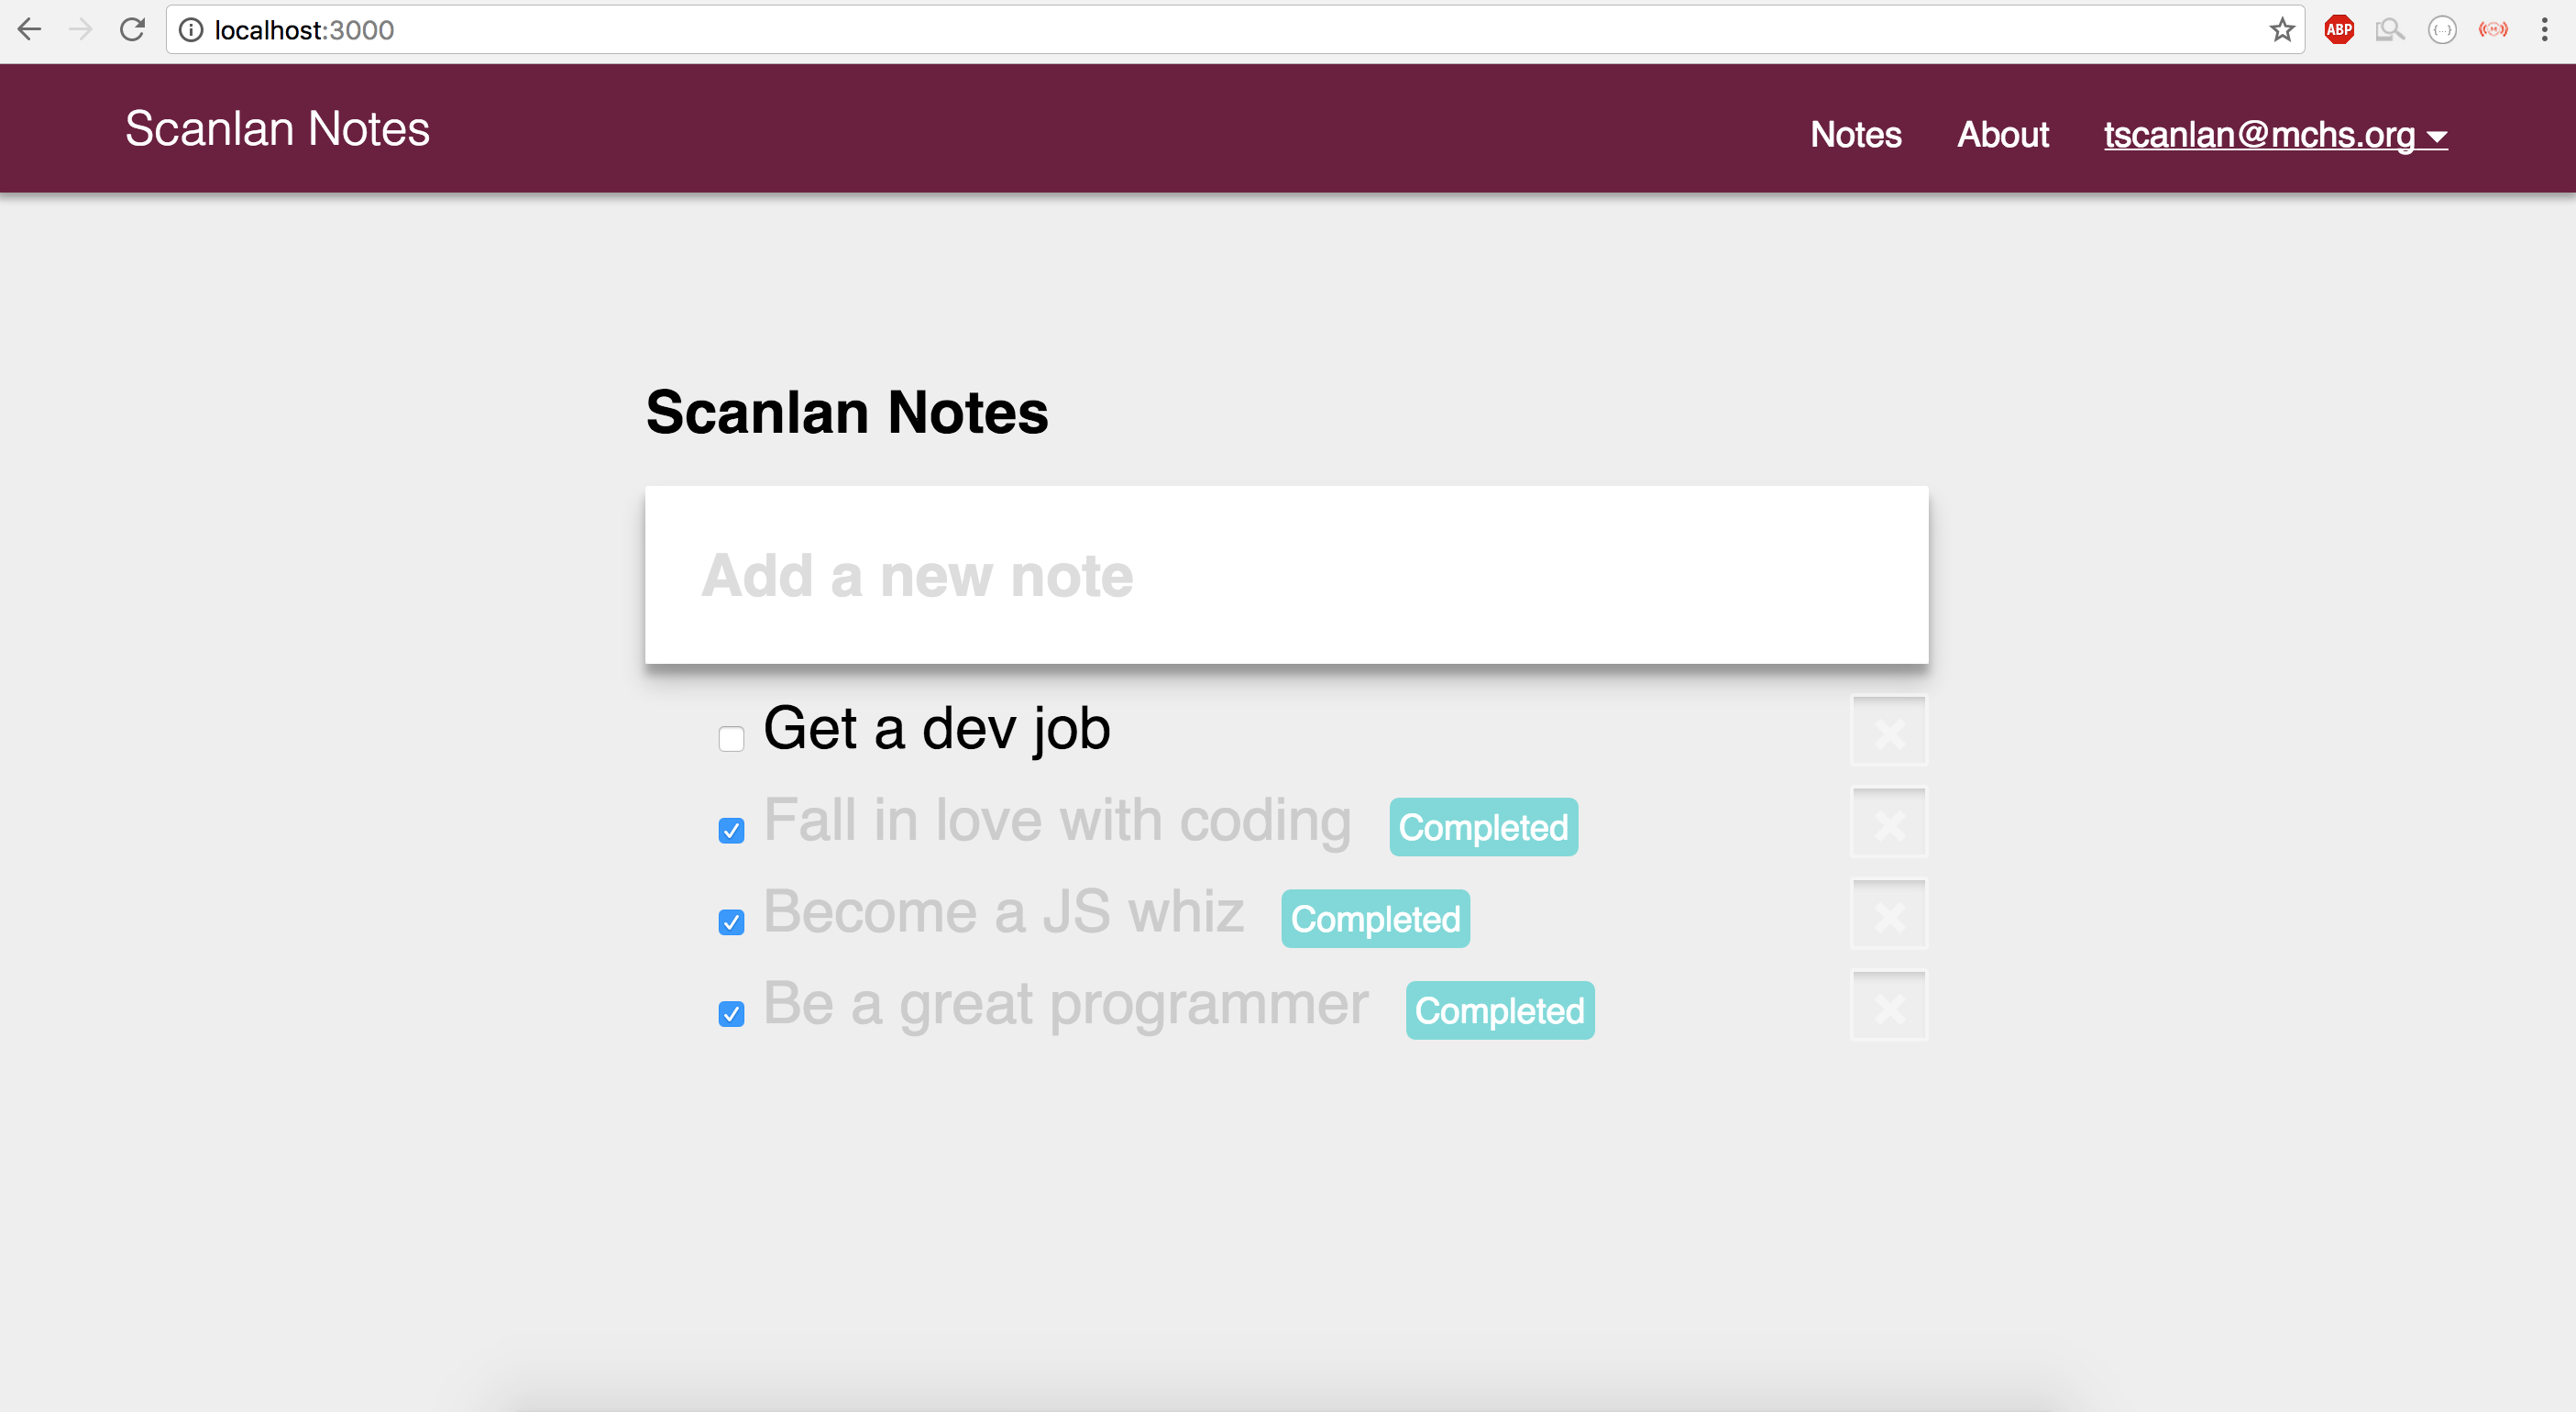 localhost:3000
ABP
Scanlan Notes
Notes About tscanlan@mchs.org
Scanlan Notes
Add a new note
Get a dev job
Fall in love with coding Completed
Become a JS whiz Completed
Be a great programmer Completed